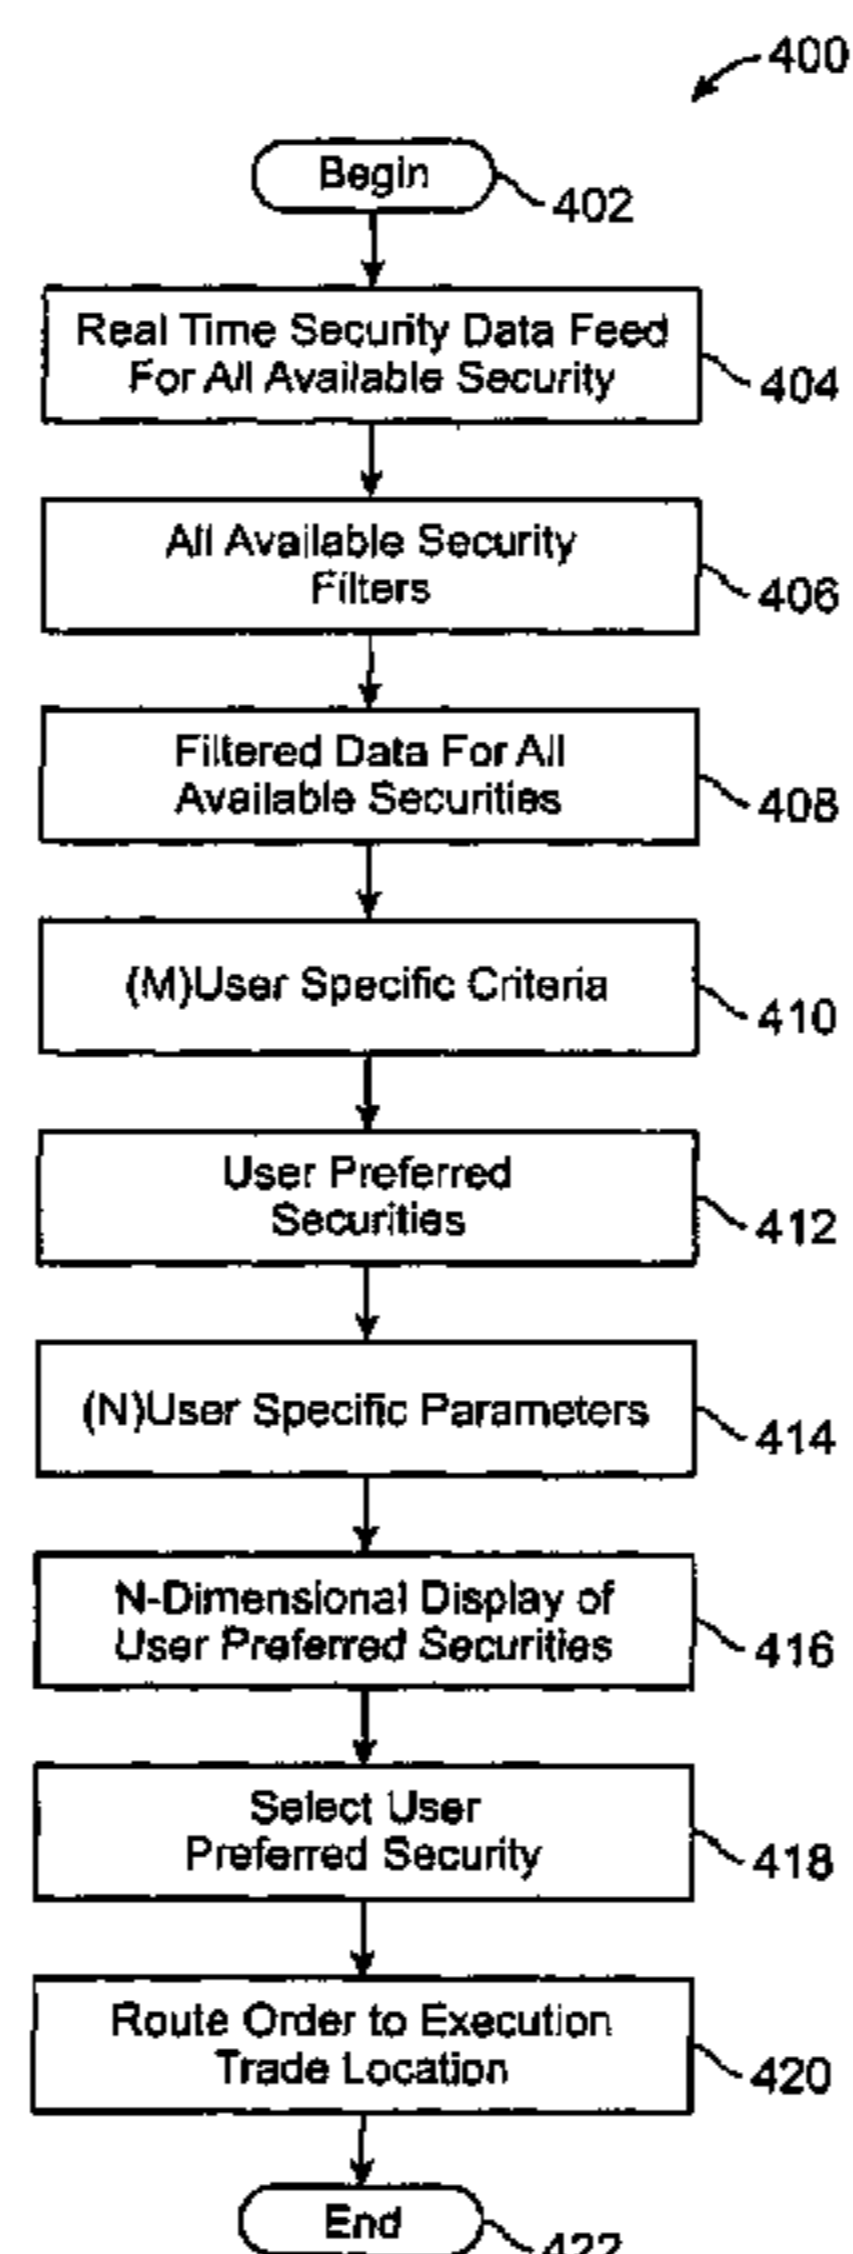 400
Begin
402
Real Time Security Data Feed
For All Available Security
404
All Available Security
Filters
406
Filtered Data For All
Available Securities
408
(M)User Specific Criteria
410
User Preferred
Securities
412
(N)User Specific Parameters
414
N-Dimensional Display of
User Preferred Securities
416
Select User
Preferred Security
418
Route Order to Execution
Trade Location
420
End
422